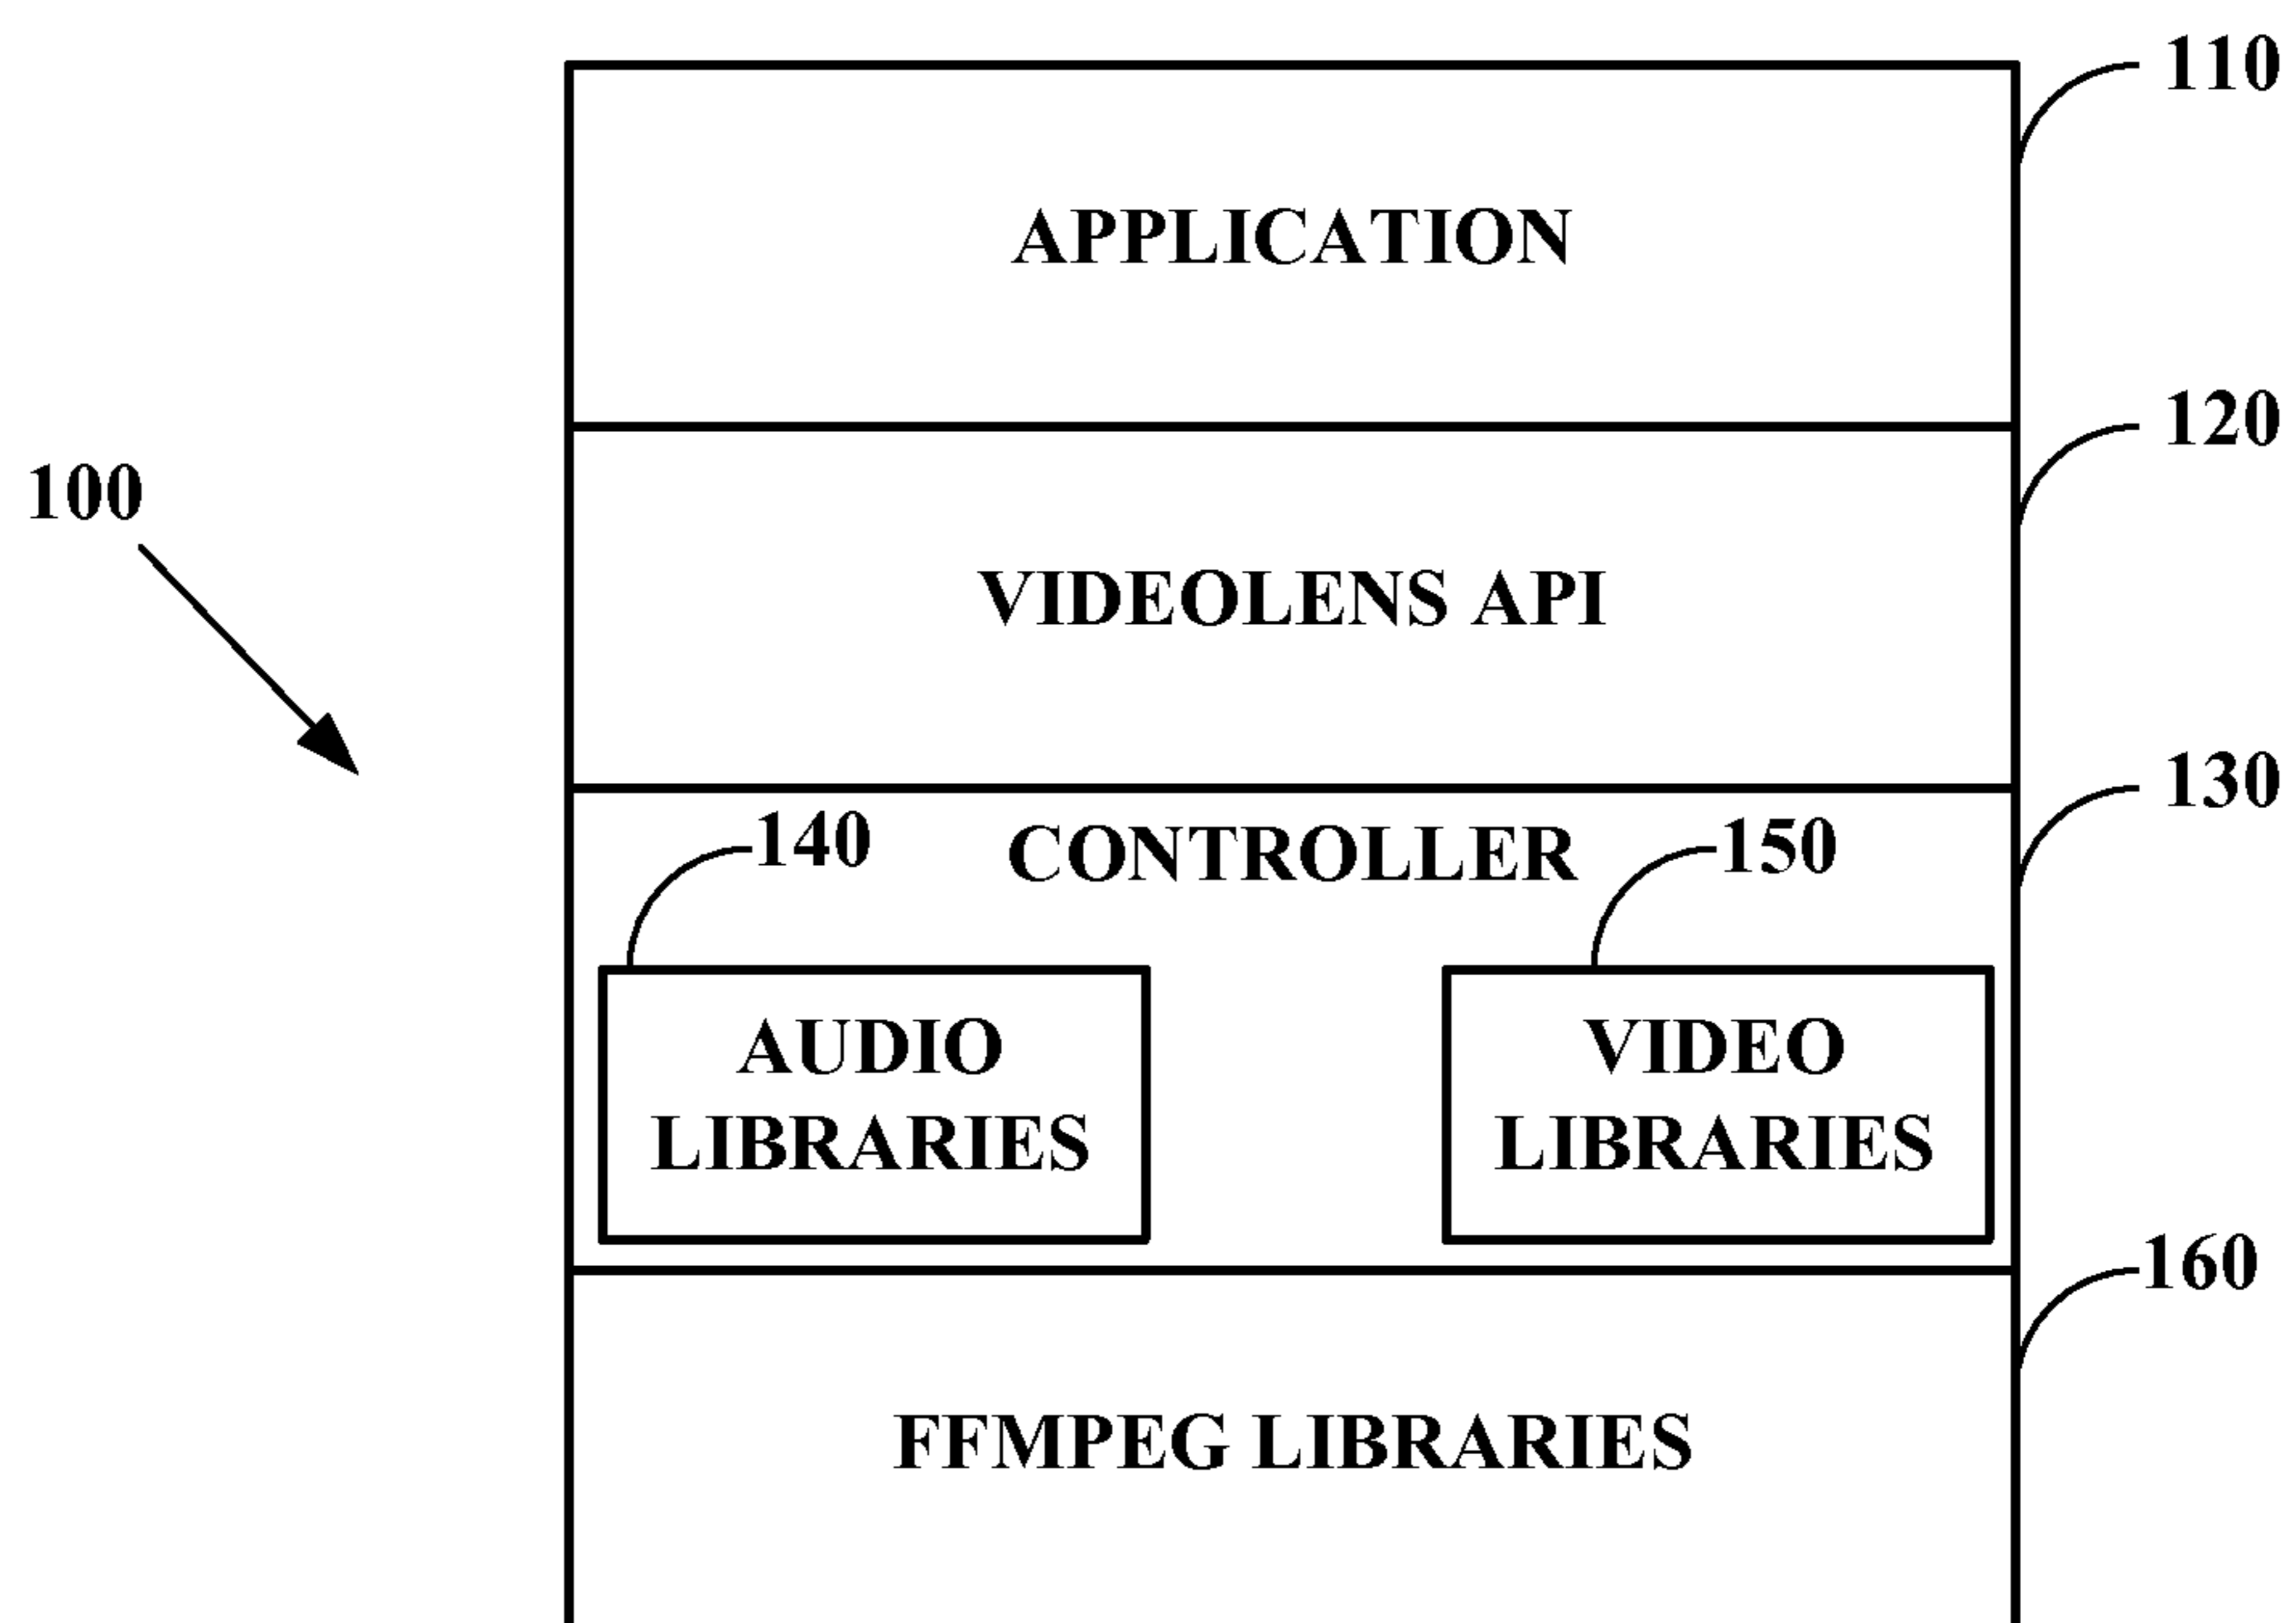 110
APPLICATION
120
100
VIDEOLENS API
130
CONTROLLER
140
150
AUDIO
LIBRARIES
VIDEO
LIBRARIES
160
FFMPEG LIBRARIES